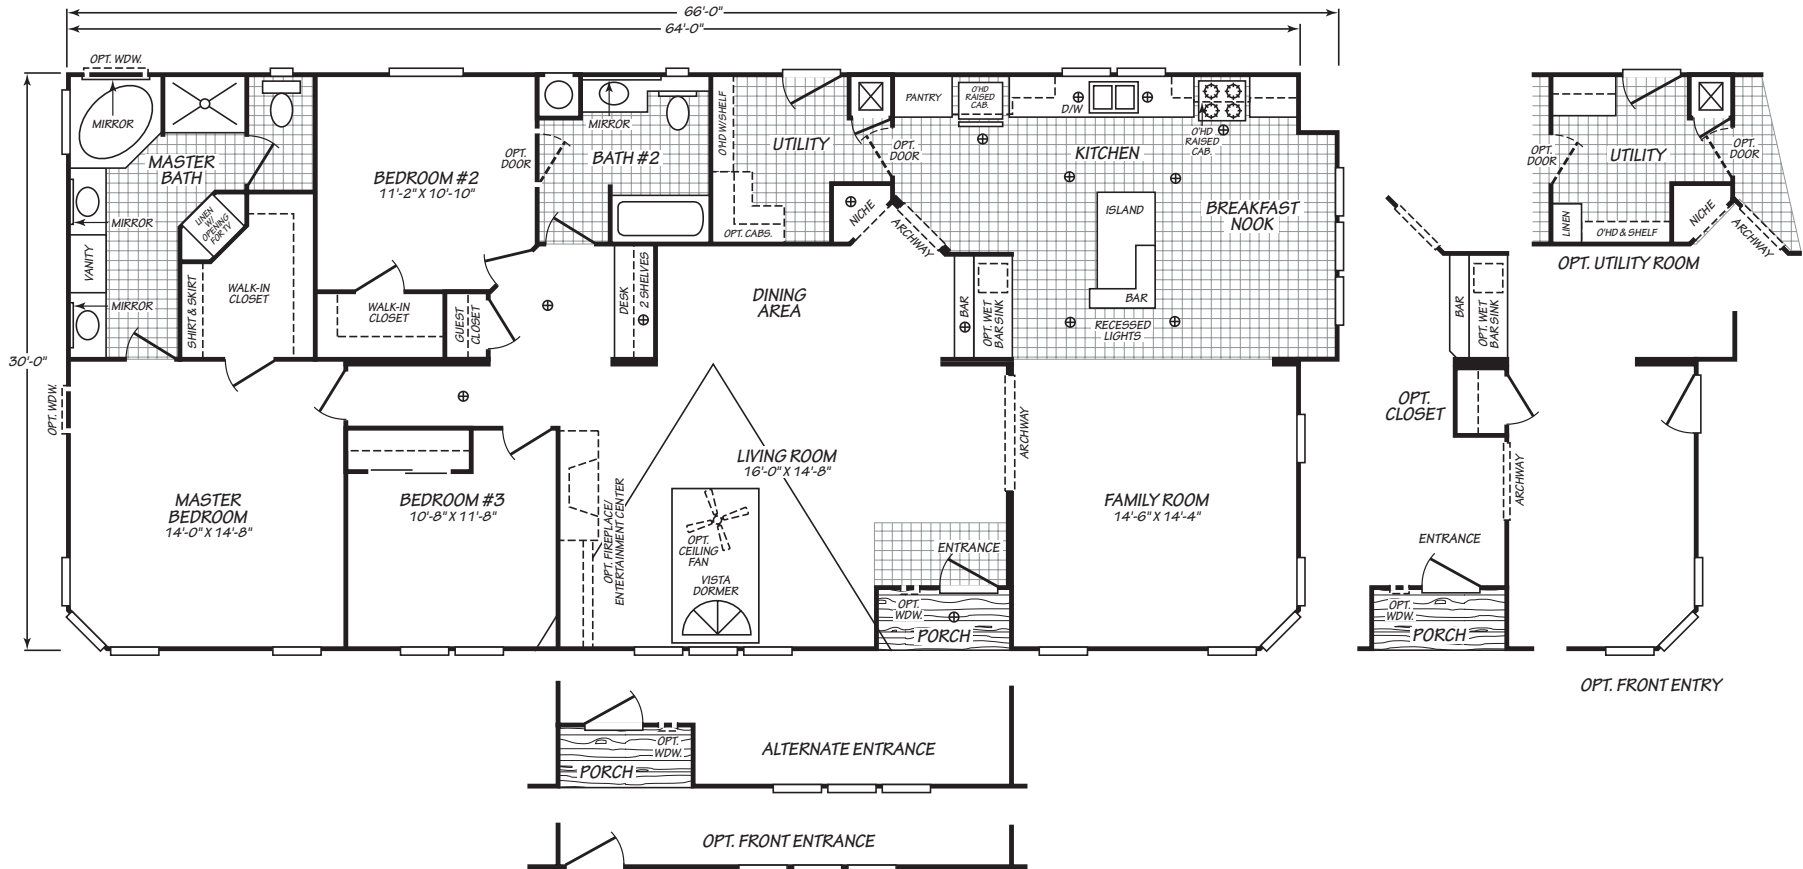 66'-0"
64'-0"
30'-0"
OPT. WDW.
MIRROR
MASTER
BATH
MIRROR
VANITY
MIRROR
LINEN
W/
OPENING
FOR TV
SHIRT & SKIRT
WALK-IN
CLOSET
BEDROOM #2
11'-2" X 10'-10"
WALK-IN
CLOSET
GUEST
CLOSET
OPT.
DOOR
MIRROR
BATH #2
DESK
2 SHELVES
O'HD W/SHELF
UTILITY
OPT. CABS.
NICHE
OPT.
DOOR
ARCHWAY
PANTRY
O'HD
RAISED
CAB.
D/W
O'HD
RAISED
CAB.
KITCHEN
ISLAND
BAR
BREAKFAST
NOOK
RECESSED
LIGHTS
BAR
OPT. WET
BAR SINK
DINING
AREA
OPT. WDW.
MASTER
BEDROOM
14'-0" X 14'-8"
BEDROOM #3
10'-8" X 11'-8"
OPT. FIREPLACE/
ENTERTAINMENT CENTER
LIVING ROOM
16'-0" X 14'-8"
OPT.
CEILING
FAN
VISTA
DORMER
ARCHWAY
ENTRANCE
OPT.
WDW.
PORCH
FAMILY ROOM
14'-6" X 14'-4"
OPT.
DOOR
UTILITY
OPT.
DOOR
LINEN
O'HD & SHELF
NICHE
ARCHWAY
OPT. UTILITY ROOM
BAR
OPT. WET
BAR SINK
OPT.
CLOSET
ARCHWAY
ENTRANCE
OPT.
WDW.
PORCH
OPT. FRONT ENTRY
OPT.
WDW.
PORCH
ALTERNATE ENTRANCE
OPT. FRONT ENTRANCE